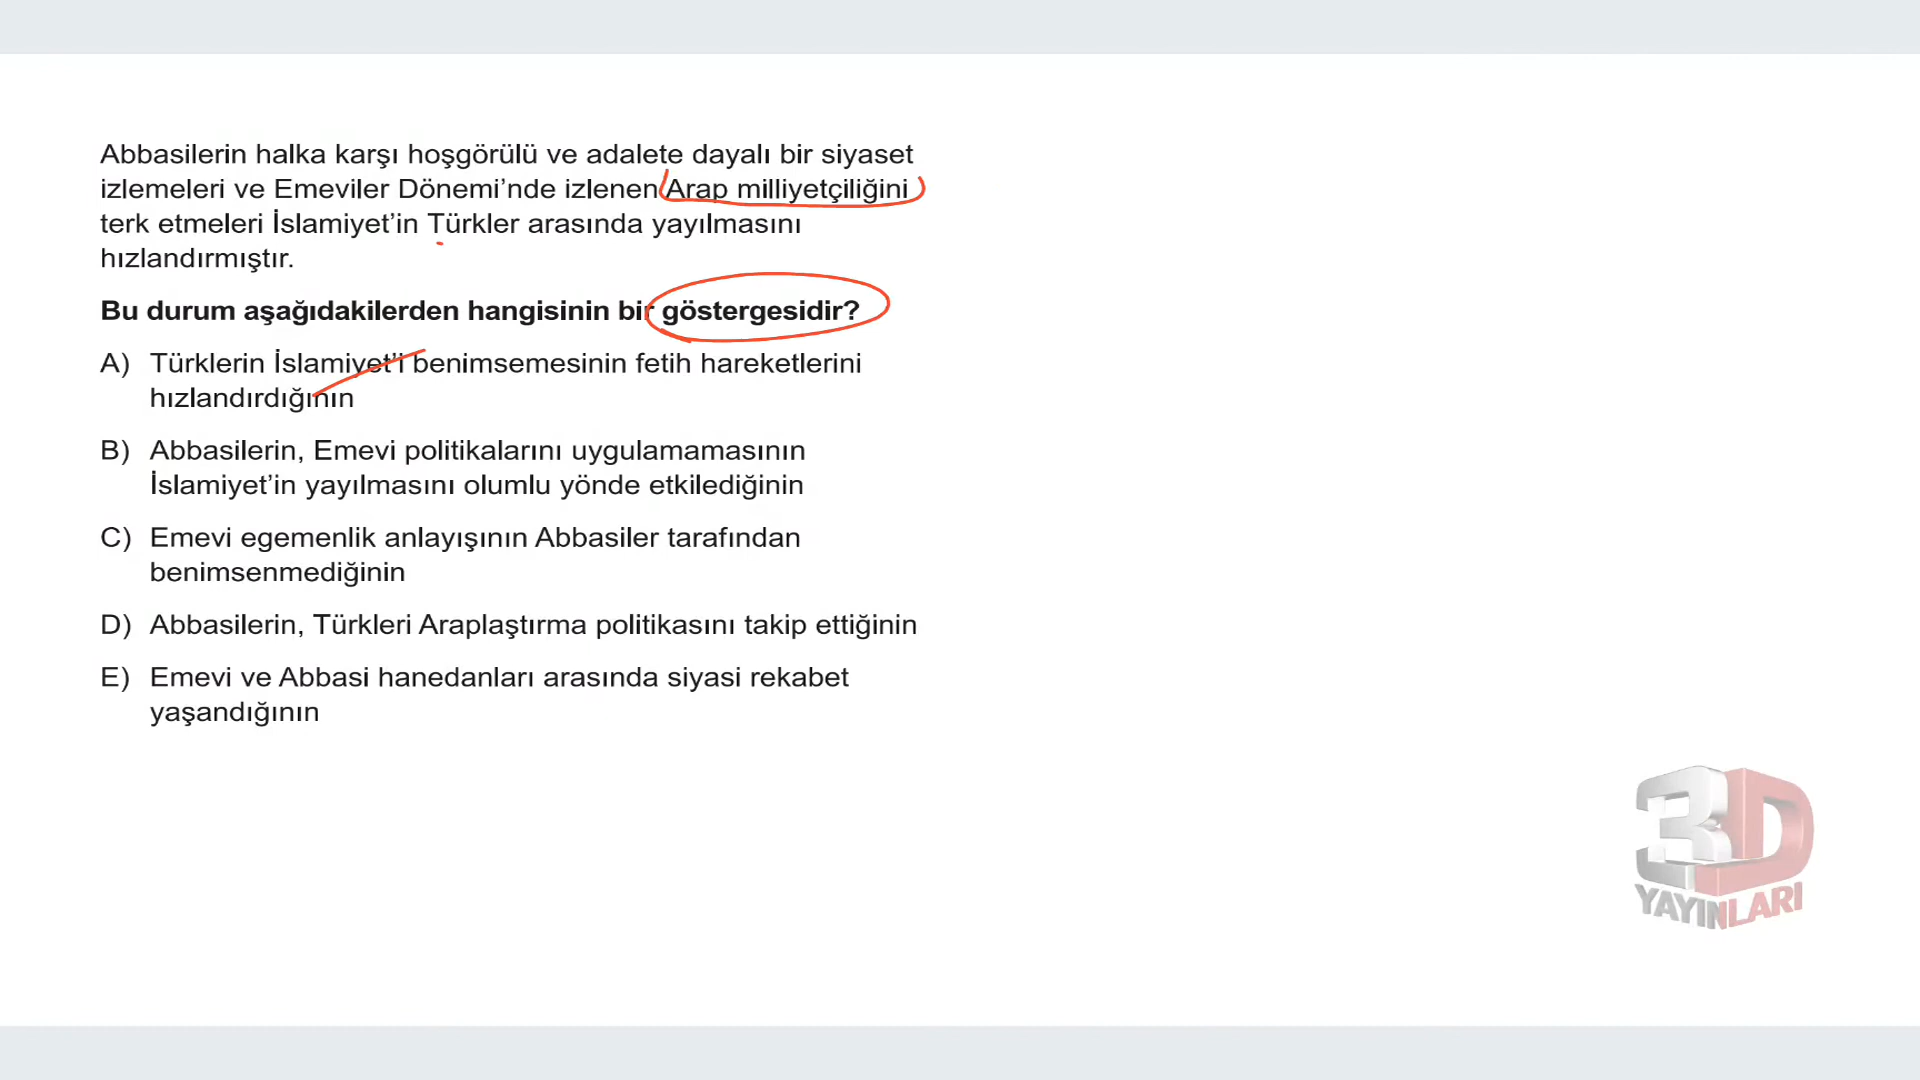 Abbasilerin halka karşı hoşgörülü ve adalete dayalı bir siyaset
izlemeleri ve Emeviler Dönemi’nde izlenen Arap milliyetçiliğini
terk etmeleri İslamiyet’in Türkler arasında yayılmasını
hızlandırmıştır.
Bu durum aşağıdakilerden hangisinin bir göstergesidir?
A) Türklerin İslamiyet’i benimsemesinin fetih hareketlerini
hızlandırdığının
B) Abbasilerin, Emevi politikalarını uygulamamasının
İslamiyet’in yayılmasını olumlu yönde etkilediğinin
C) Emevi egemenlik anlayışının Abbasiler tarafından
benimsenmediğinin
D) Abbasilerin, Türkleri Araplaştırma politikasını takip ettiğinin
E) Emevi ve Abbasi hanedanları arasında siyasi rekabet
yaşandığının
3D
YAYINLARI